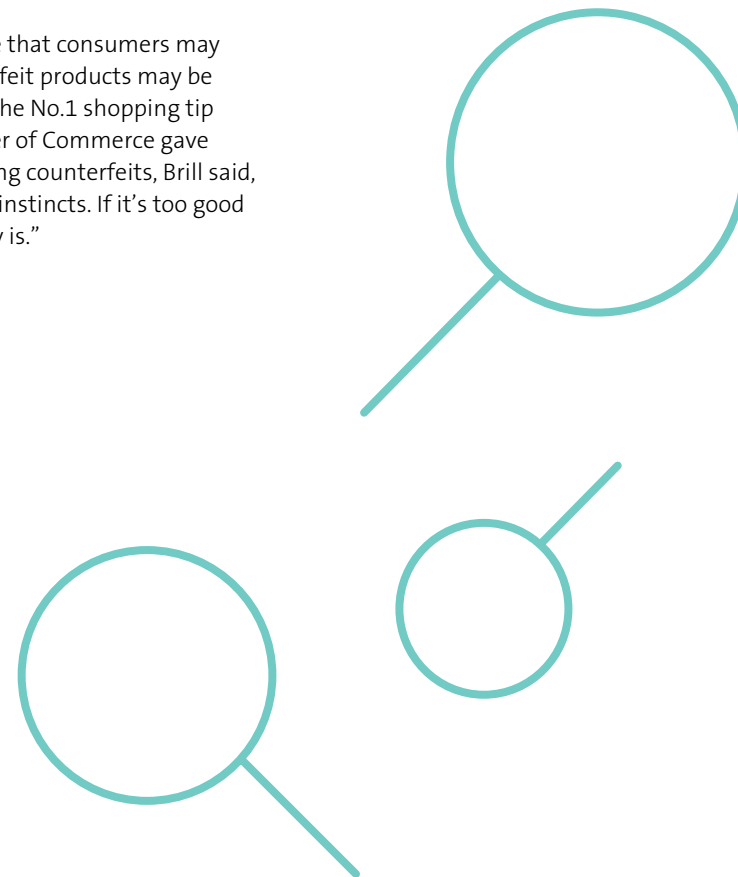 that consumers may
feit products may be
he No.1 shopping tip
r of Commerce gave
ng counterfeits, Brill said,
instincts. If it’s too good
is.”